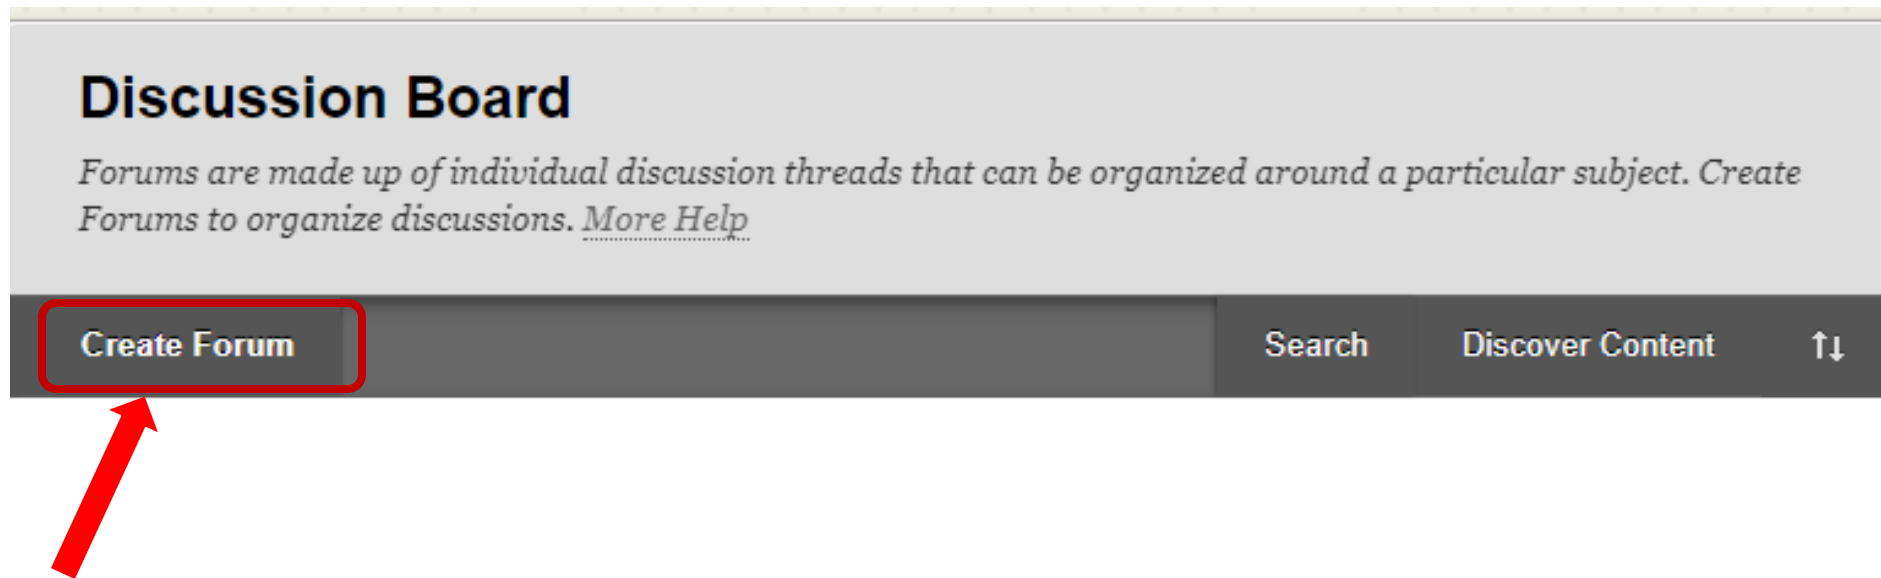 Discussion Board
Forums are made up of individual discussion threads that can be organized around a particular subject. Create
Forums to organize discussions. More Help
Create Forum Search Discover Content ↑↓